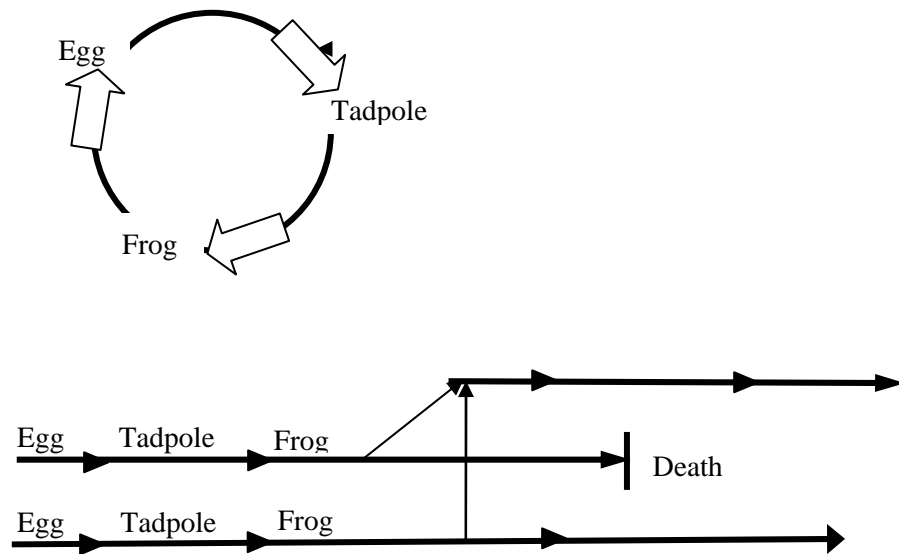 Egg
Tadpole
Frog
Egg Tadpole Frog
Death
Egg Tadpole Frog